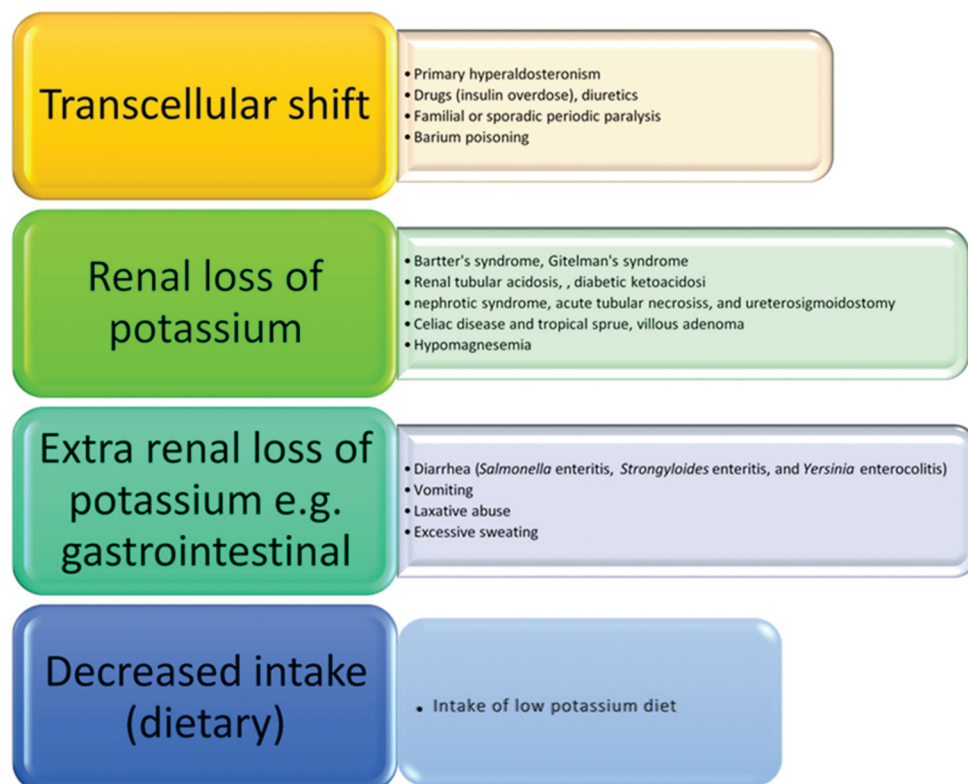 Transcellular shift
• Primary hyperaldosteronism
• Drugs (insulin overdose), diuretics
• Familial or sporadic periodic paralysis
• Barium poisoning
Renal loss of
potassium
• Bartter's syndrome, Gitelman's syndrome
• Renal tubular acidosis, , diabetic ketoacidosi
• nephrotic syndrome, acute tubular necrosiss, and ureterosigmoidostomy
• Celiac disease and tropical sprue, villous adenoma
• Hypomagnesemia
Extra renal loss of
potassium e.g.
gastrointestinal
• Diarrhea (Salmonella enteritis, Strongyloides enteritis, and Yersinia enterocolitis)
• Vomiting
• Laxative abuse
• Excessive sweating
Decreased intake
(dietary)
• Intake of low potassium diet